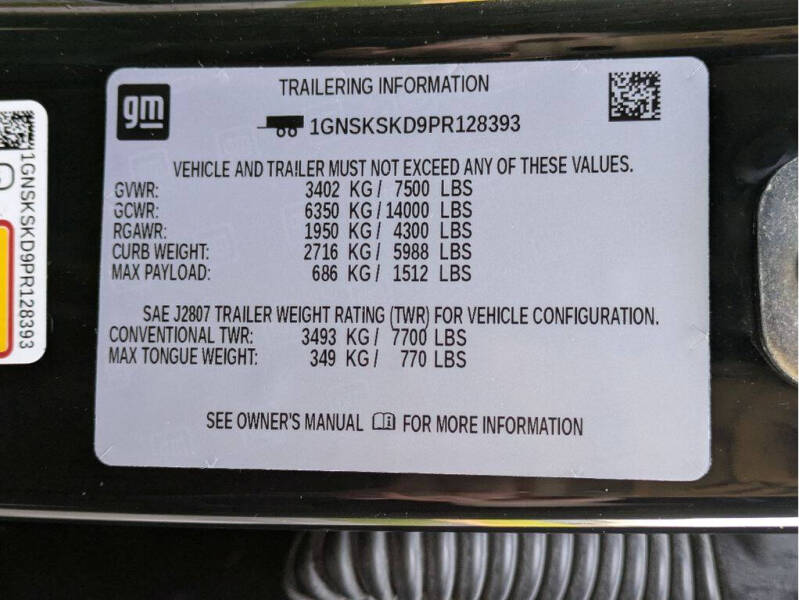 gm
TRAILERING INFORMATION
1GNSKSKD9PR128393
VEHICLE AND TRAILER MUST NOT EXCEED ANY OF THESE VALUES.
GVWR: 3402 KG / 7500 LBS
GCWR: 6350 KG / 14000 LBS
RGAWR: 1950 KG / 4300 LBS
CURB WEIGHT: 2716 KG / 5988 LBS
MAX PAYLOAD: 686 KG / 1512 LBS
SAE J2807 TRAILER WEIGHT RATING (TWR) FOR VEHICLE CONFIGURATION.
CONVENTIONAL TWR: 3493 KG / 7700 LBS
MAX TONGUE WEIGHT: 349 KG / 770 LBS
SEE OWNER'S MANUAL i FOR MORE INFORMATION
1GNSKSKD9PR128393